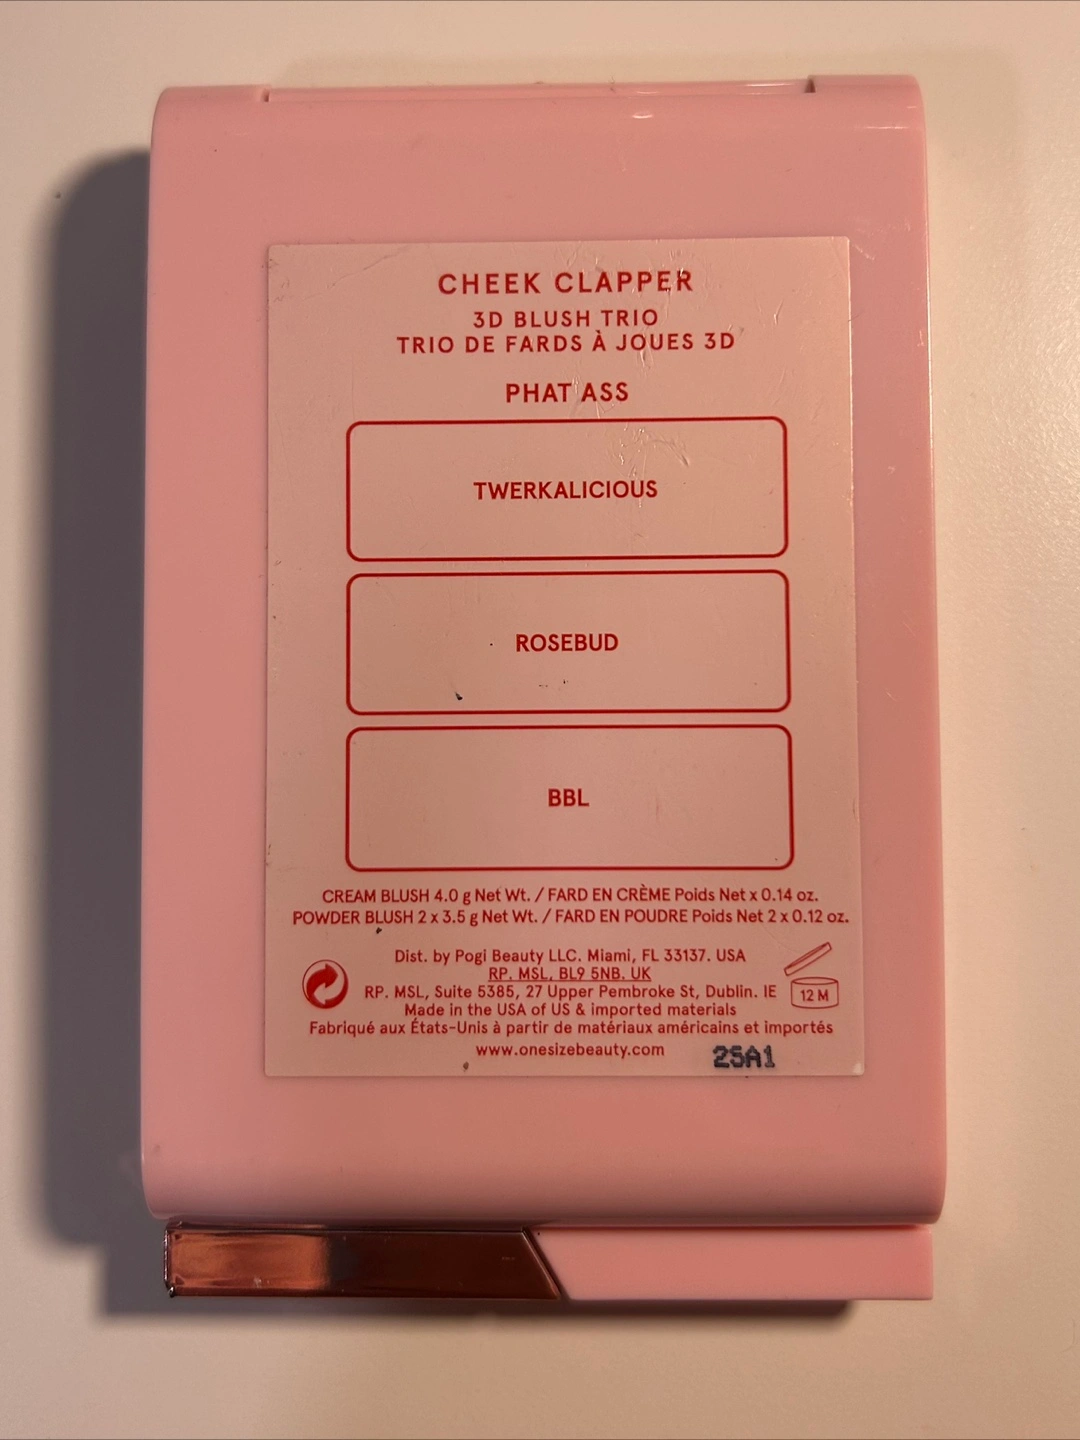 CHEEK CLAPPER
3D BLUSH TRIO
TRIO DE FARDS À JOUES 3D
PHAT ASS
TWERKALICIOUS
ROSEBUD
BBL
CREAM BLUSH 4.0 g Net Wt. / FARD EN CRÈME Poids Net x 0.14 oz.
POWDER BLUSH 2 x 3.5 g Net Wt. / FARD EN POUDRE Poids Net 2 x 0.12 oz.
Dist. by Pogi Beauty LLC. Miami, FL 33137. USA
RP. MSL, BL9 5NB. UK
RP. MSL, Suite 5385, 27 Upper Pembroke St, Dublin. IE
12 M
Made in the USA of US & imported materials
Fabriqué aux États-Unis à partir de matériaux américains et importés
www.onesizebeauty.com
25A1